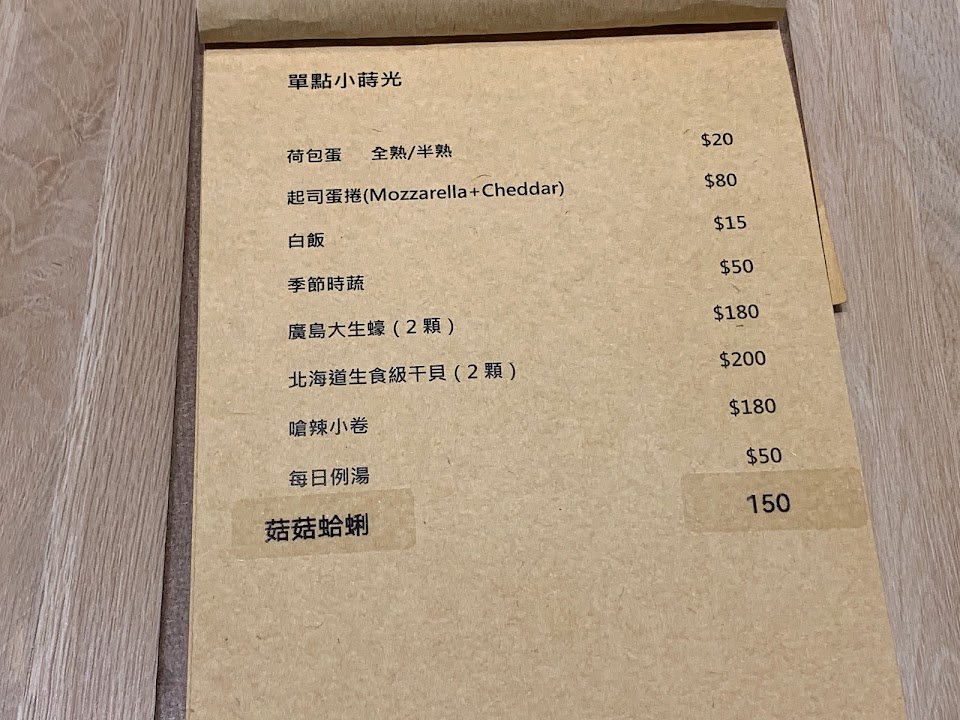 單點小蒔光
荷包蛋 全熟/半熟 $20
起司蛋捲(Mozzarella+Cheddar) $80
白飯 $15
季節時蔬 $50
廣島大生蠔(2顆) $180
北海道生食級干貝(2顆) $200
嗆辣小卷 $180
每日例湯 $50
菇菇蛤蜊 150